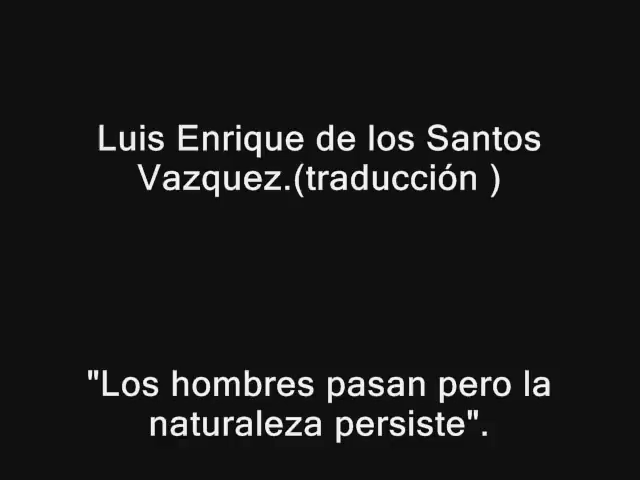 Luis Enrique de los Santos
Vazquez.(traducción )
"Los hombres pasan pero la
naturaleza persiste".